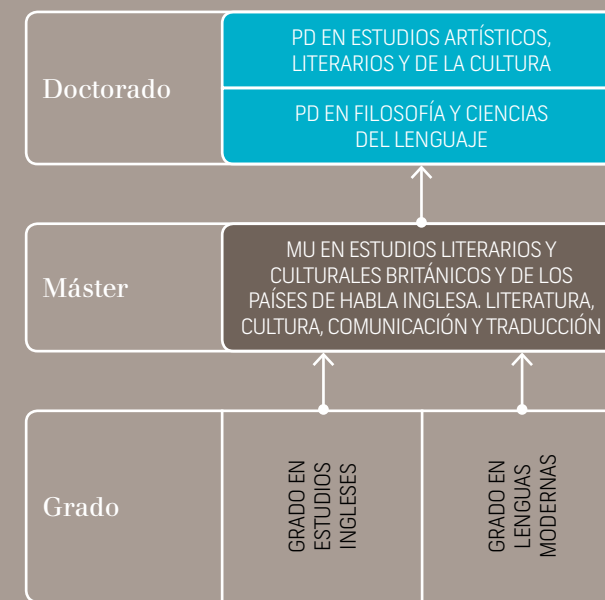 Doctorado
PD EN ESTUDIOS ARTÍSTICOS,
LITERARIOS Y DE LA CULTURA
PD EN FILOSOFÍA Y CIENCIAS
DEL LENGUAJE
Máster
MU EN ESTUDIOS LITERARIOS Y
CULTURALES BRITÁNICOS Y DE LOS
PAÍSES DE HABLA INGLESA. LITERATURA,
CULTURA, COMUNICACIÓN Y TRADUCCIÓN
Grado
GRADO EN
ESTUDIOS
INGLESES
GRADO EN
LENGUAS
MODERNAS